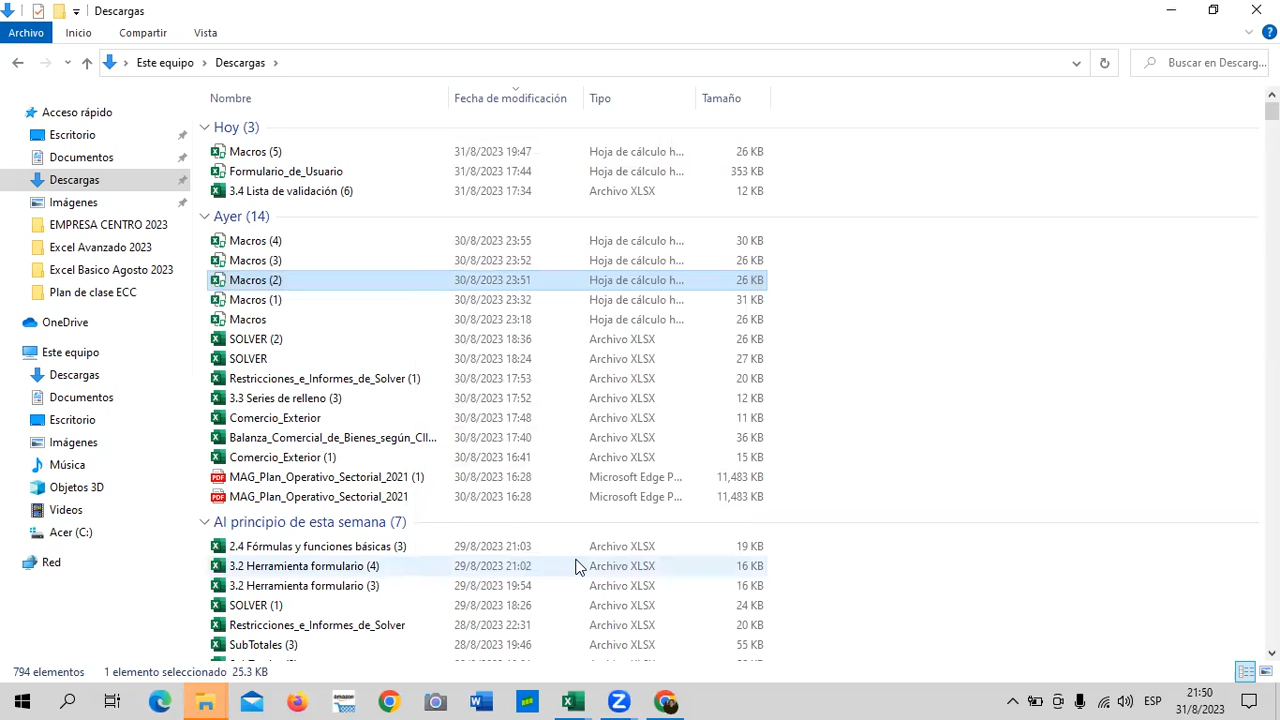 Descargas
Archivo Inicio Compartir Vista
Este equipo Descargas Buscar en Descarg...
Nombre Fecha de modificación Tipo Tamaño
Acceso rápido
Escritorio
Documentos
Descargas
Imágenes
EMPRESA CENTRO 2023
Excel Avanzado 2023
Excel Basico Agosto 2023
Plan de clase ECC
OneDrive
Este equipo
Descargas
Documentos
Escritorio
Imágenes
Música
Objetos 3D
Videos
Acer (C:)
Red
Hoy (3)
Macros (5) 31/8/2023 19:47 Hoja de cálculo h... 26 KB
Formulario_de_Usuario 31/8/2023 17:44 Hoja de cálculo h... 353 KB
3.4 Lista de validación (6) 31/8/2023 17:34 Archivo XLSX 12 KB
Ayer (14)
Macros (4) 30/8/2023 23:55 Hoja de cálculo h... 30 KB
Macros (3) 30/8/2023 23:52 Hoja de cálculo h... 26 KB
Macros (2) 30/8/2023 23:51 Hoja de cálculo h... 26 KB
Macros (1) 30/8/2023 23:32 Hoja de cálculo h... 31 KB
Macros 30/8/2023 23:18 Hoja de cálculo h... 26 KB
SOLVER (2) 30/8/2023 18:36 Archivo XLSX 26 KB
SOLVER 30/8/2023 18:24 Archivo XLSX 27 KB
Restricciones_e_Informes_de_Solver (1) 30/8/2023 17:53 Archivo XLSX 20 KB
3.3 Series de relleno (3) 30/8/2023 17:52 Archivo XLSX 12 KB
Comercio_Exterior 30/8/2023 17:48 Archivo XLSX 11 KB
Balanza_Comercial_de_Bienes_según_CII... 30/8/2023 17:40 Archivo XLSX 36 KB
Comercio_Exterior (1) 30/8/2023 16:41 Archivo XLSX 15 KB
MAG_Plan_Operativo_Sectorial_2021 (1) 30/8/2023 16:28 Microsoft Edge P... 11,483 KB
MAG_Plan_Operativo_Sectorial_2021 30/8/2023 16:28 Microsoft Edge P... 11,483 KB
Al principio de esta semana (7)
2.4 Fórmulas y funciones básicas (3) 29/8/2023 21:03 Archivo XLSX 19 KB
3.2 Herramienta formulario (4) 29/8/2023 21:02 Archivo XLSX 16 KB
3.2 Herramienta formulario (3) 29/8/2023 19:54 Archivo XLSX 16 KB
SOLVER (1) 29/8/2023 18:26 Archivo XLSX 24 KB
Restricciones_e_Informes_de_Solver 28/8/2023 22:31 Archivo XLSX 20 KB
SubTotales (3) 28/8/2023 19:46 Archivo XLSX 55 KB
794 elementos 1 elemento seleccionado 25.3 KB
ESP 21:50
31/8/2023